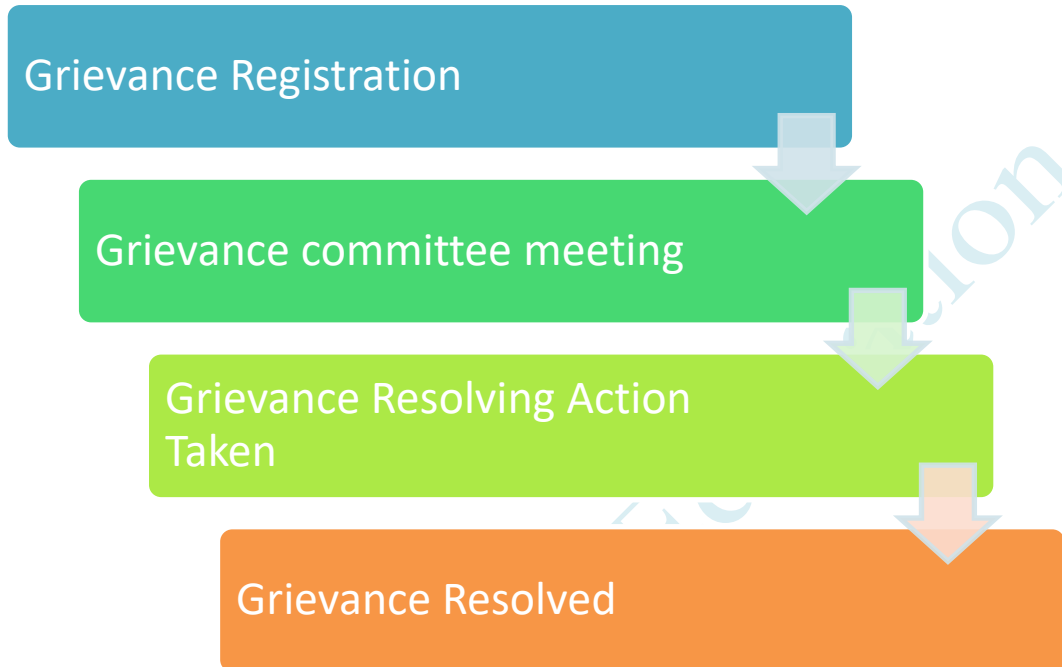 Grievance Registration
Grievance committee meeting
Grievance Resolving Action
Taken
Grievance Resolved